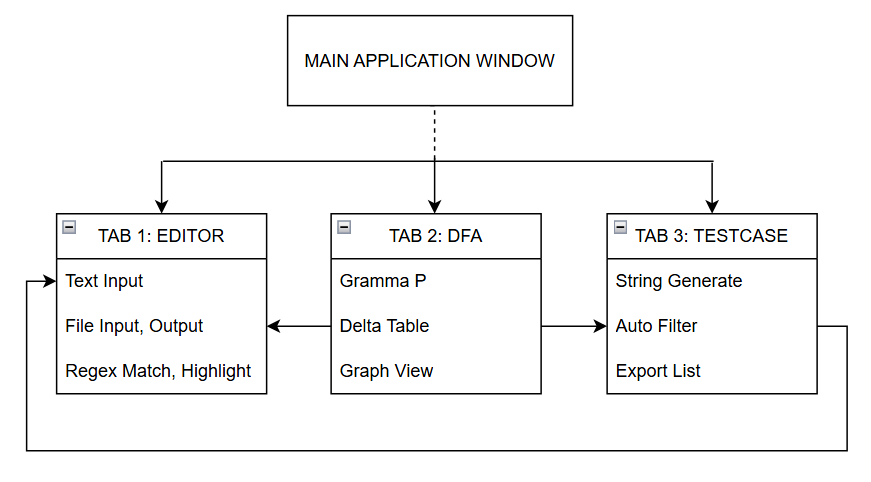 MAIN APPLICATION WINDOW
TAB 1: EDITOR
Text Input
File Input, Output
Regex Match, Highlight
TAB 2: DFA
Gramma P
Delta Table
Graph View
TAB 3: TESTCASE
String Generate
Auto Filter
Export List